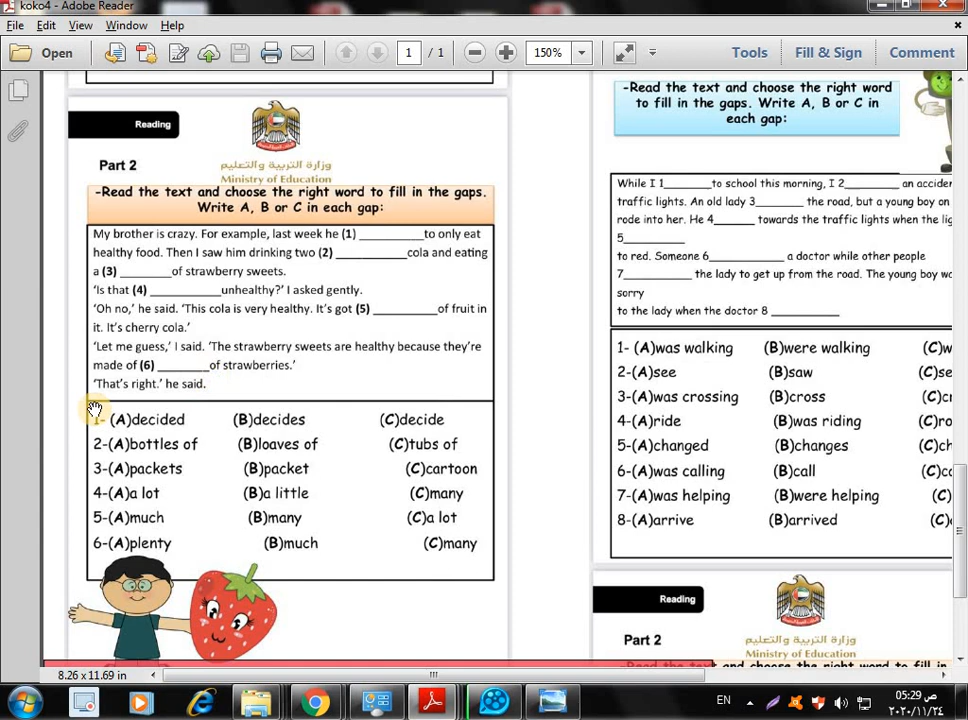 koko4 - Adobe Reader
File Edit View Window Help
Open 1 / 1 150% Tools Fill & Sign Comment
Reading
Part 2
وزارة التربية والتعليم
Ministry of Education
-Read the text and choose the right word to fill in the gaps.
Write A, B or C in each gap:
My brother is crazy. For example, last week he (1) __________to only eat
healthy food. Then I saw him drinking two (2) ___________cola and eating
a (3) ________of strawberry sweets.
'Is that (4) ___________unhealthy?' I asked gently.
'Oh no,' he said. 'This cola is very healthy. It's got (5) __________of fruit in
it. It's cherry cola.'
'Let me guess,' I said. 'The strawberry sweets are healthy because they're
made of (6) ________of strawberries.'
'That's right.' he said.
1- (A)decided (B)decides (C)decide
2-(A)bottles of (B)loaves of (C)tubs of
3-(A)packets (B)packet (C)cartoon
4-(A)a lot (B)a little (C)many
5-(A)much (B)many (C)a lot
6-(A)plenty (B)much (C)many
-Read the text and choose the right word
to fill in the gaps. Write A, B or C in
each gap:
While I 1_______to school this morning, I 2________ an
traffic lights. An old lady 3_______ the road, but a young boy on
rode into her. He 4______ towards the traffic lights when the
5_________
to red. Someone 6___________ a doctor while other people
7__________ the lady to get up from the road. The young boy
sorry
to the lady when the doctor 8 __________
1- (A)was walking (B)were walking (C)
2-(A)see (B)saw (C)
3-(A)was crossing (B)cross (C)
4-(A)ride (B)was riding (C)
5-(A)changed (B)changes (C)
6-(A)was calling (B)call (C)
7-(A)was helping (B)were helping (C)
8-(A)arrive (B)arrived (C)
Reading
Part 2
وزارة التربية والتعليم
Ministry of Education
8.26 x 11.69 in
EN 05:29 ص
٢٠٢٠/١١/٢٤